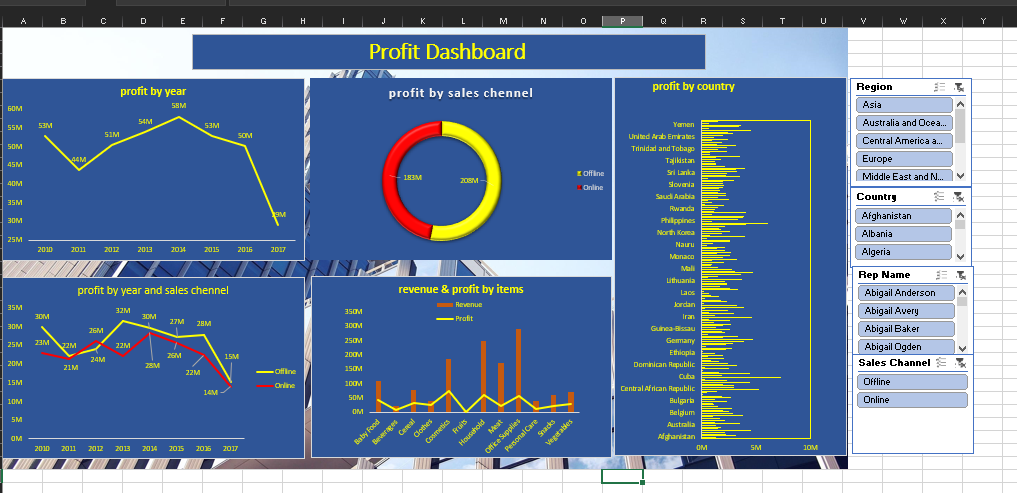 A B C D E F G H I J K L M N O P Q R S T U V W X Y
Profit Dashboard
profit by year
60M
55M
50M
45M
40M
35M
30M
25M
53M
44M
51M
54M
58M
53M
50M
2010 2011 2012 2013 2014 2015 2016 2017
profit by sales chennel
183M
208M
Offline
Online
profit by country
Yemen
United Arab Emirates
Trinidad and Tobago
Tajikistan
Sri Lanka
Slovenia
Saudi Arabia
Rwanda
Philippines
North Korea
Nauru
Monaco
Mali
Lithuania
Laos
Jordan
Iran
Guinea-Bissau
Germany
Ethiopia
Dominican Republic
Cuba
Central African Republic
Bulgaria
Belgium
Australia
Afghanistan
0M 5M 10M
profit by year and sales chennel
35M
30M
25M
20M
15M
10M
5M
0M
30M
22M
24M
32M
30M
27M
28M
15M
23M
21M
26M
22M
28M
26M
22M
14M
Offline
Online
2010 2011 2012 2013 2014 2015 2016 2017
revenue & profit by items
Revenue
Profit
350M
300M
250M
200M
150M
100M
50M
0M
Baby Food
Beverages
Cereal
Clothes
Cosmetics
Fruits
Household
Meat
Office Supplies
Personal Care
Snacks
Vegetables
Region
Asia
Australia and Ocea...
Central America a...
Europe
Middle East and N...
Country
Afghanistan
Albania
Algeria
Rep Name
Abigail Anderson
Abigail Avery
Abigail Baker
Abigail Ogden
Sales Channel
Offline
Online